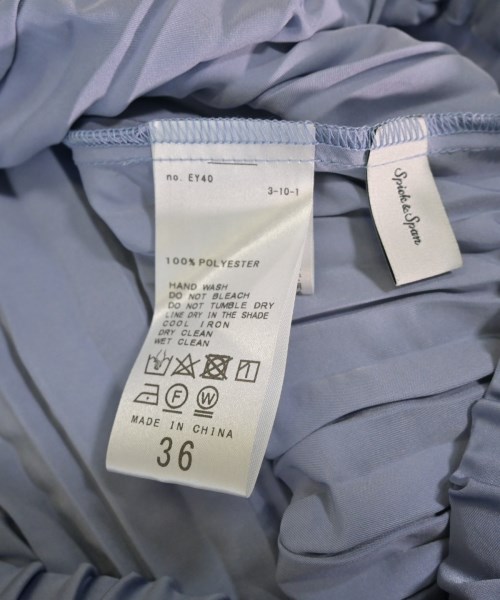 no. EY40
3-10-1
100% POLYESTER
HAND WASH
DO NOT BLEACH
DO NOT TUMBLE DRY
LINE DRY IN THE SHADE
COOL IRON
DRY CLEAN
WET CLEAN
F W
MADE IN CHINA
36
Spick & Span